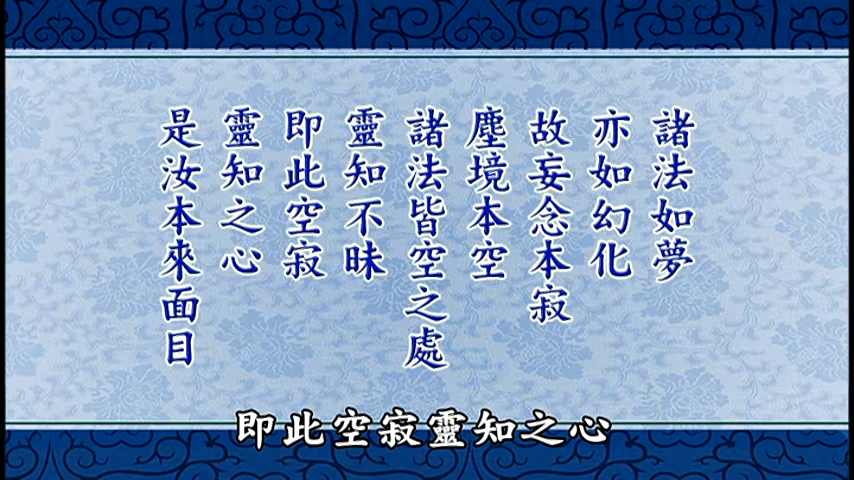 諸法如夢
亦如幻化
故妄念本寂
塵境本空
諸法皆空之處
靈知不昧
即此空寂
靈知之心
是汝本來面目
即此空寂靈知之心